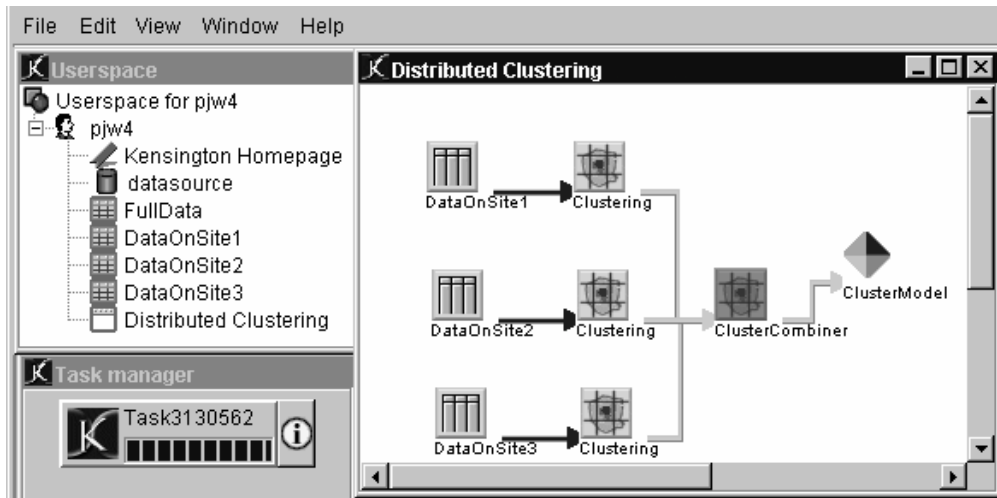 File Edit View Window Help
Userspace
Userspace for pjw4
pjw4
Kensington Homepage
datasource
FullData
DataOnSite1
DataOnSite2
DataOnSite3
Distributed Clustering
Task manager
Task3130562
Distributed Clustering
DataOnSite1
Clustering
DataOnSite2
Clustering
ClusterCombiner
ClusterModel
DataOnSite3
Clustering